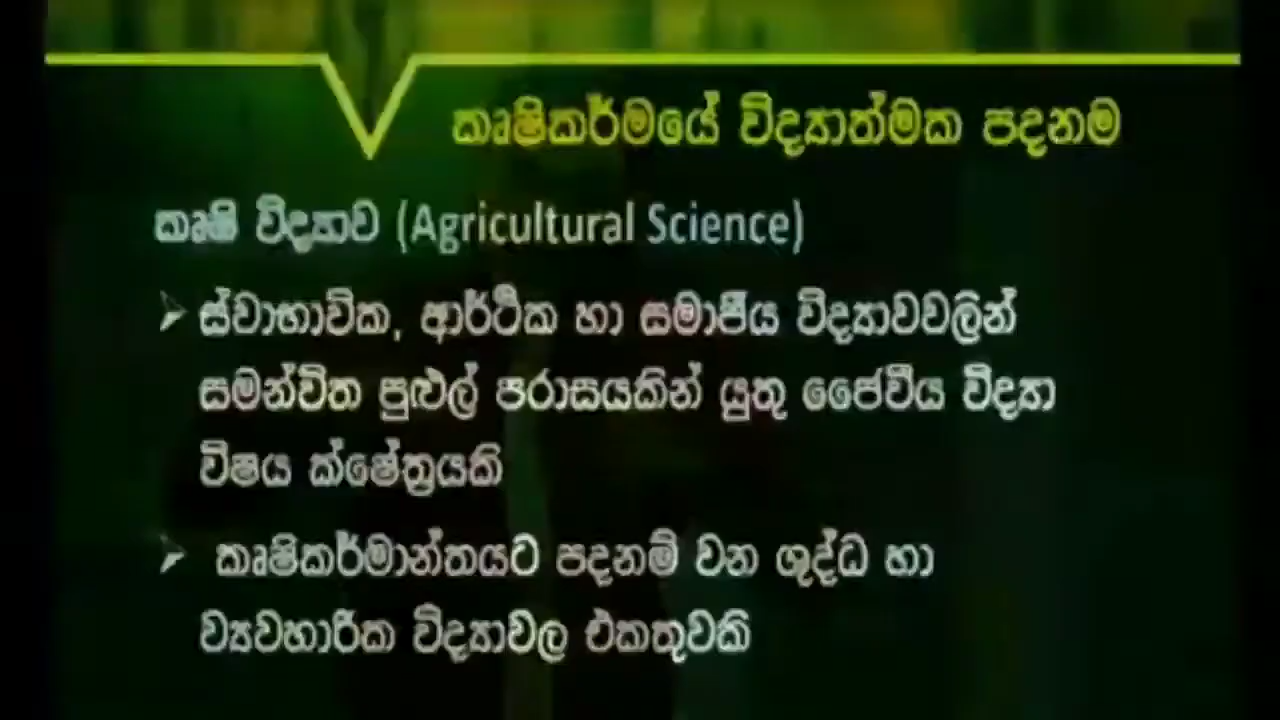 කෘෂිකර්මයේ විද්‍යාත්මක පදනම
කෘෂි විද්‍යාව (Agricultural Science)
ස්වාභාවික, ආර්ථික හා සමාජීය විද්‍යාවවලින්
සමන්විත පුළුල් පරාසයකින් යුතු ජෛවීය විද්‍යා
විෂය ක්ෂේත්‍රයකි
කෘෂිකර්මාන්තයට පදනම් වන ශුද්ධ හා
ව්‍යවහාරික විද්‍යාවල එකතුවකි